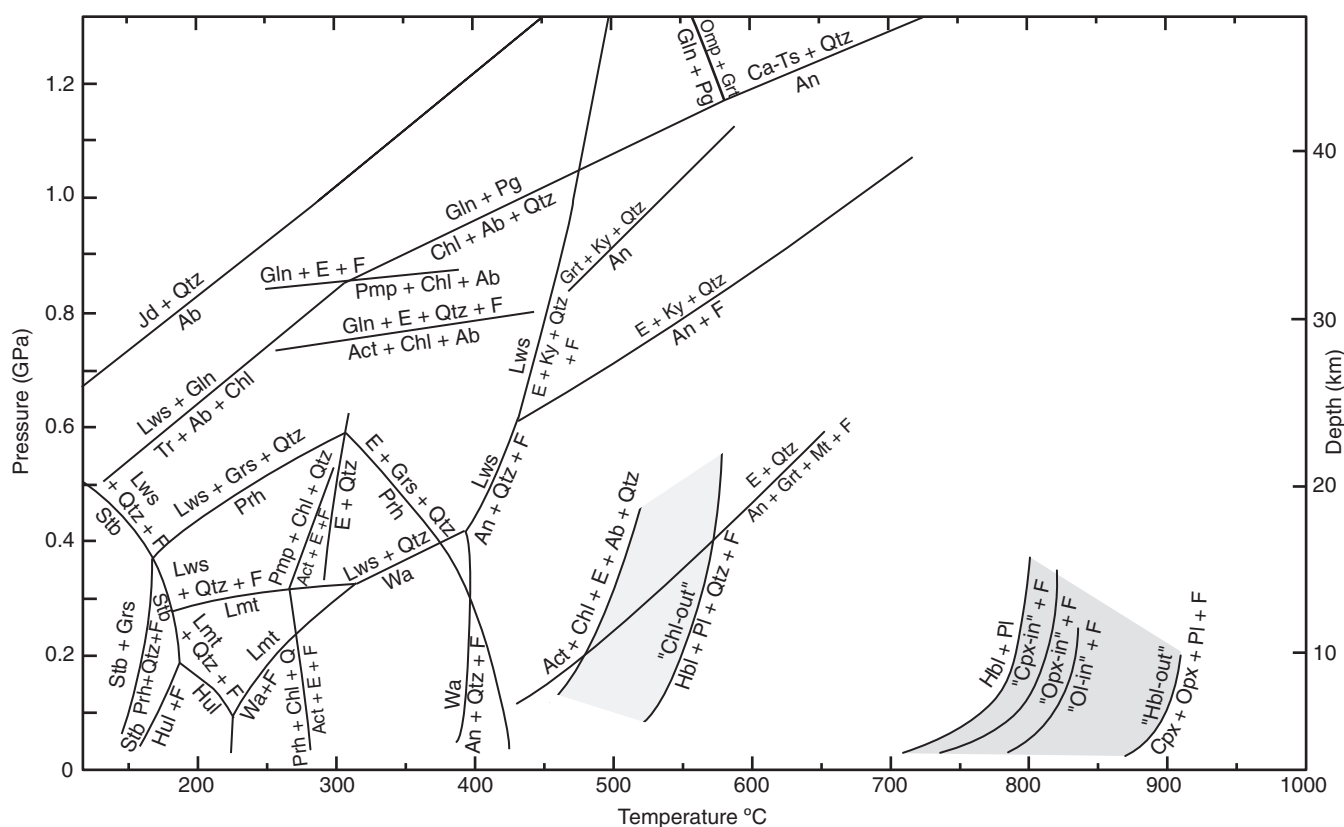 1.2
1.0
0.8
0.6
0.4
0.2
0
Pressure (GPa)
40
30
20
10
Depth (km)
200
300
400
500
600
700
800
900
1000
Temperature ºC
Jd + Qtz
Ab
Gln + Pg
Omp + Grt
Ca-Ts + Qtz
An
Gln + Pg
Chl + Ab + Qtz
Gln + E + F
Pmp + Chl + Ab
Gln + E + Qtz + F
Act + Chl + Ab
Grt + Ky + Qtz
An
Lws
E + Ky + Qtz
+ F
E + Ky + Qtz
An + F
Lws + Gln
Tr + Ab + Chl
Lws
+ Qtz + F
Stb
Lws + Grs + Qtz
Prh
E + Grs + Qtz
Prh
Lws
An + Qtz + F
Pmp + Chl + Qtz
Act + E +F
E + Qtz
Lws
+ Qtz + F
Lmt
Lws + Qtz
Wa
Stb + Grs
Prh+Qtz+F
Stb
Stb
Hul +F
Lmt
+ Qtz + F
Hul
Lmt
Wa+F
Prh + Chl + Q
Act + E + F
Wa
An + Qtz + F
Act + Chl + E + Ab + Qtz
"Chl-out"
Hbl + Pl + Qtz + F
E + Qtz
An + Grt + Mt + F
Hbl + Pl
"Cpx-in" + F
"Opx-in" + F
"Ol-in" + F
"Hbl-out"
Cpx + Opx + Pl + F